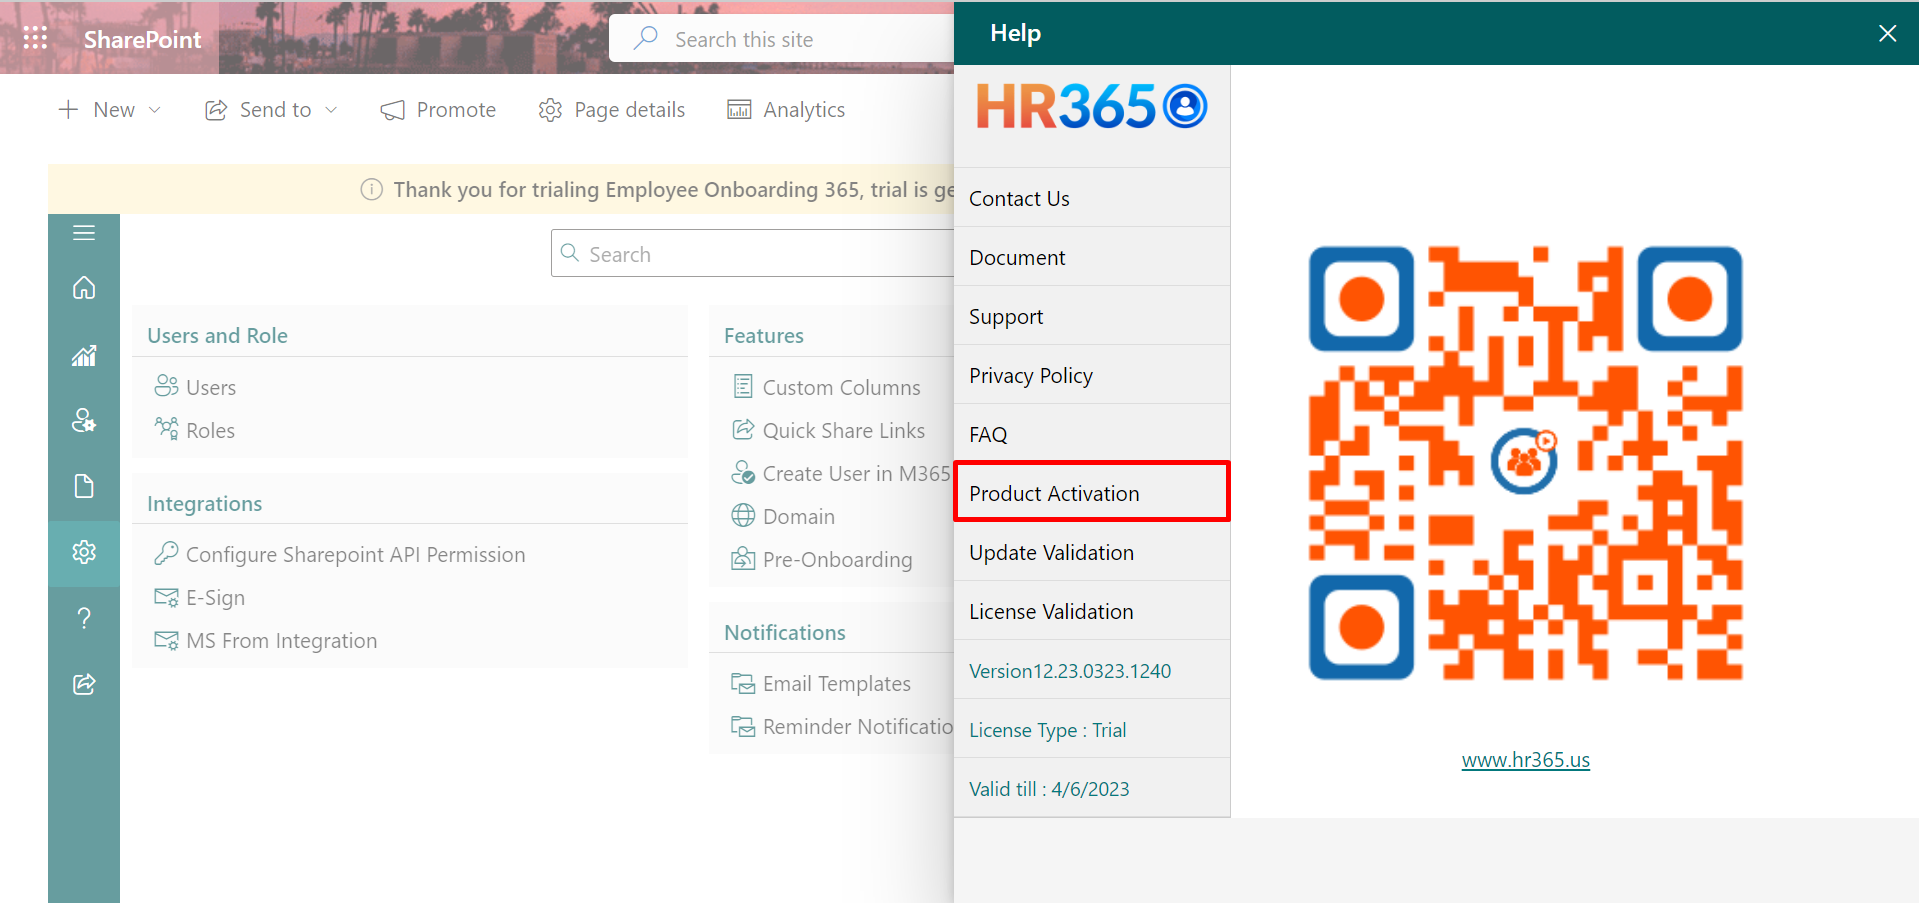 SharePoint
Search this site
New
Send to
Promote
Page details
Analytics
Thank you for trialing Employee Onboarding 365, trial is ge
Search
Users and Role
Users
Roles
Integrations
Configure Sharepoint API Permission
E-Sign
MS From Integration
Features
Custom Columns
Quick Share Links
Create User in M365
Domain
Pre-Onboarding
Notifications
Email Templates
Reminder Notificatio
Help
HR365
Contact Us
Document
Support
Privacy Policy
FAQ
Product Activation
Update Validation
License Validation
Version12.23.0323.1240
License Type : Trial
Valid till : 4/6/2023
www.hr365.us